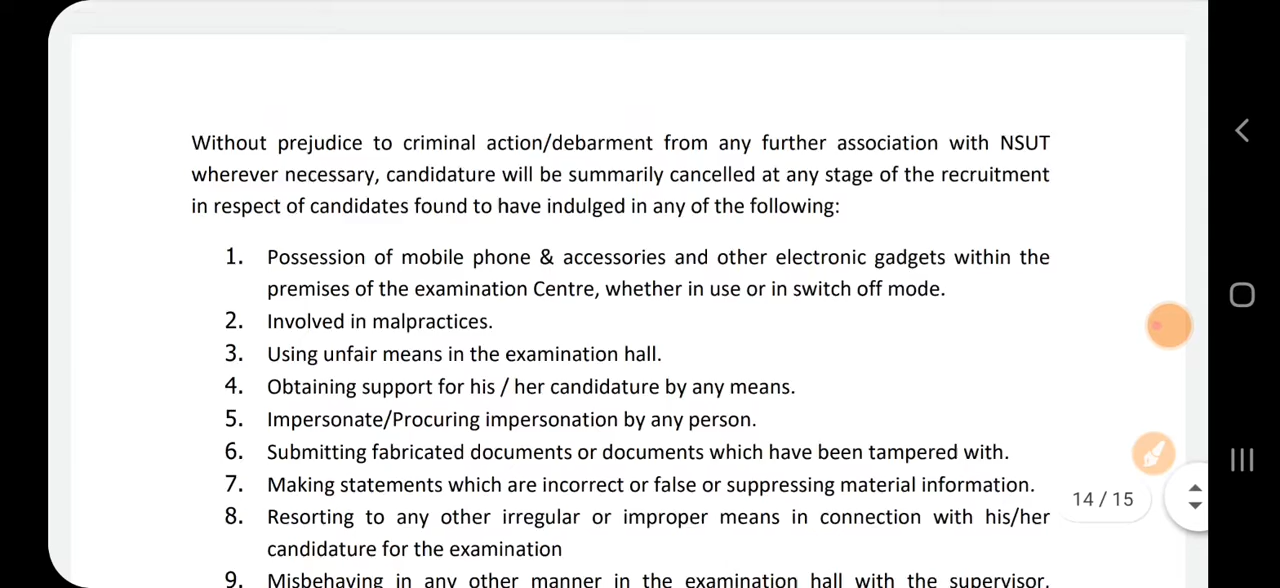 Without prejudice to criminal action/debarment from any further association with NSUT
wherever necessary, candidature will be summarily cancelled at any stage of the recruitment
in respect of candidates found to have indulged in any of the following:
1. Possession of mobile phone & accessories and other electronic gadgets within the
premises of the examination Centre, whether in use or in switch off mode.
2. Involved in malpractices.
3. Using unfair means in the examination hall.
4. Obtaining support for his / her candidature by any means.
5. Impersonate/Procuring impersonation by any person.
6. Submitting fabricated documents or documents which have been tampered with.
7. Making statements which are incorrect or false or suppressing material information.
14 / 15
8. Resorting to any other irregular or improper means in connection with his/her
candidature for the examination
9. Misbehaving in any other manner in the examination hall with the supervisor,